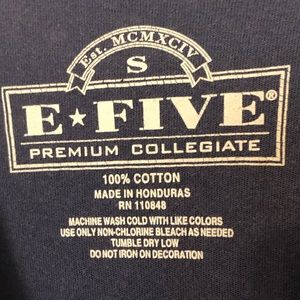 Est. MCMXCIV
S
E★FIVE®
PREMIUM COLLEGIATE
100% COTTON
MADE IN HONDURAS
RN 110848
MACHINE WASH COLD WITH LIKE COLORS
USE ONLY NON-CHLORINE BLEACH AS NEEDED
TUMBLE DRY LOW
DO NOT IRON ON DECORATION